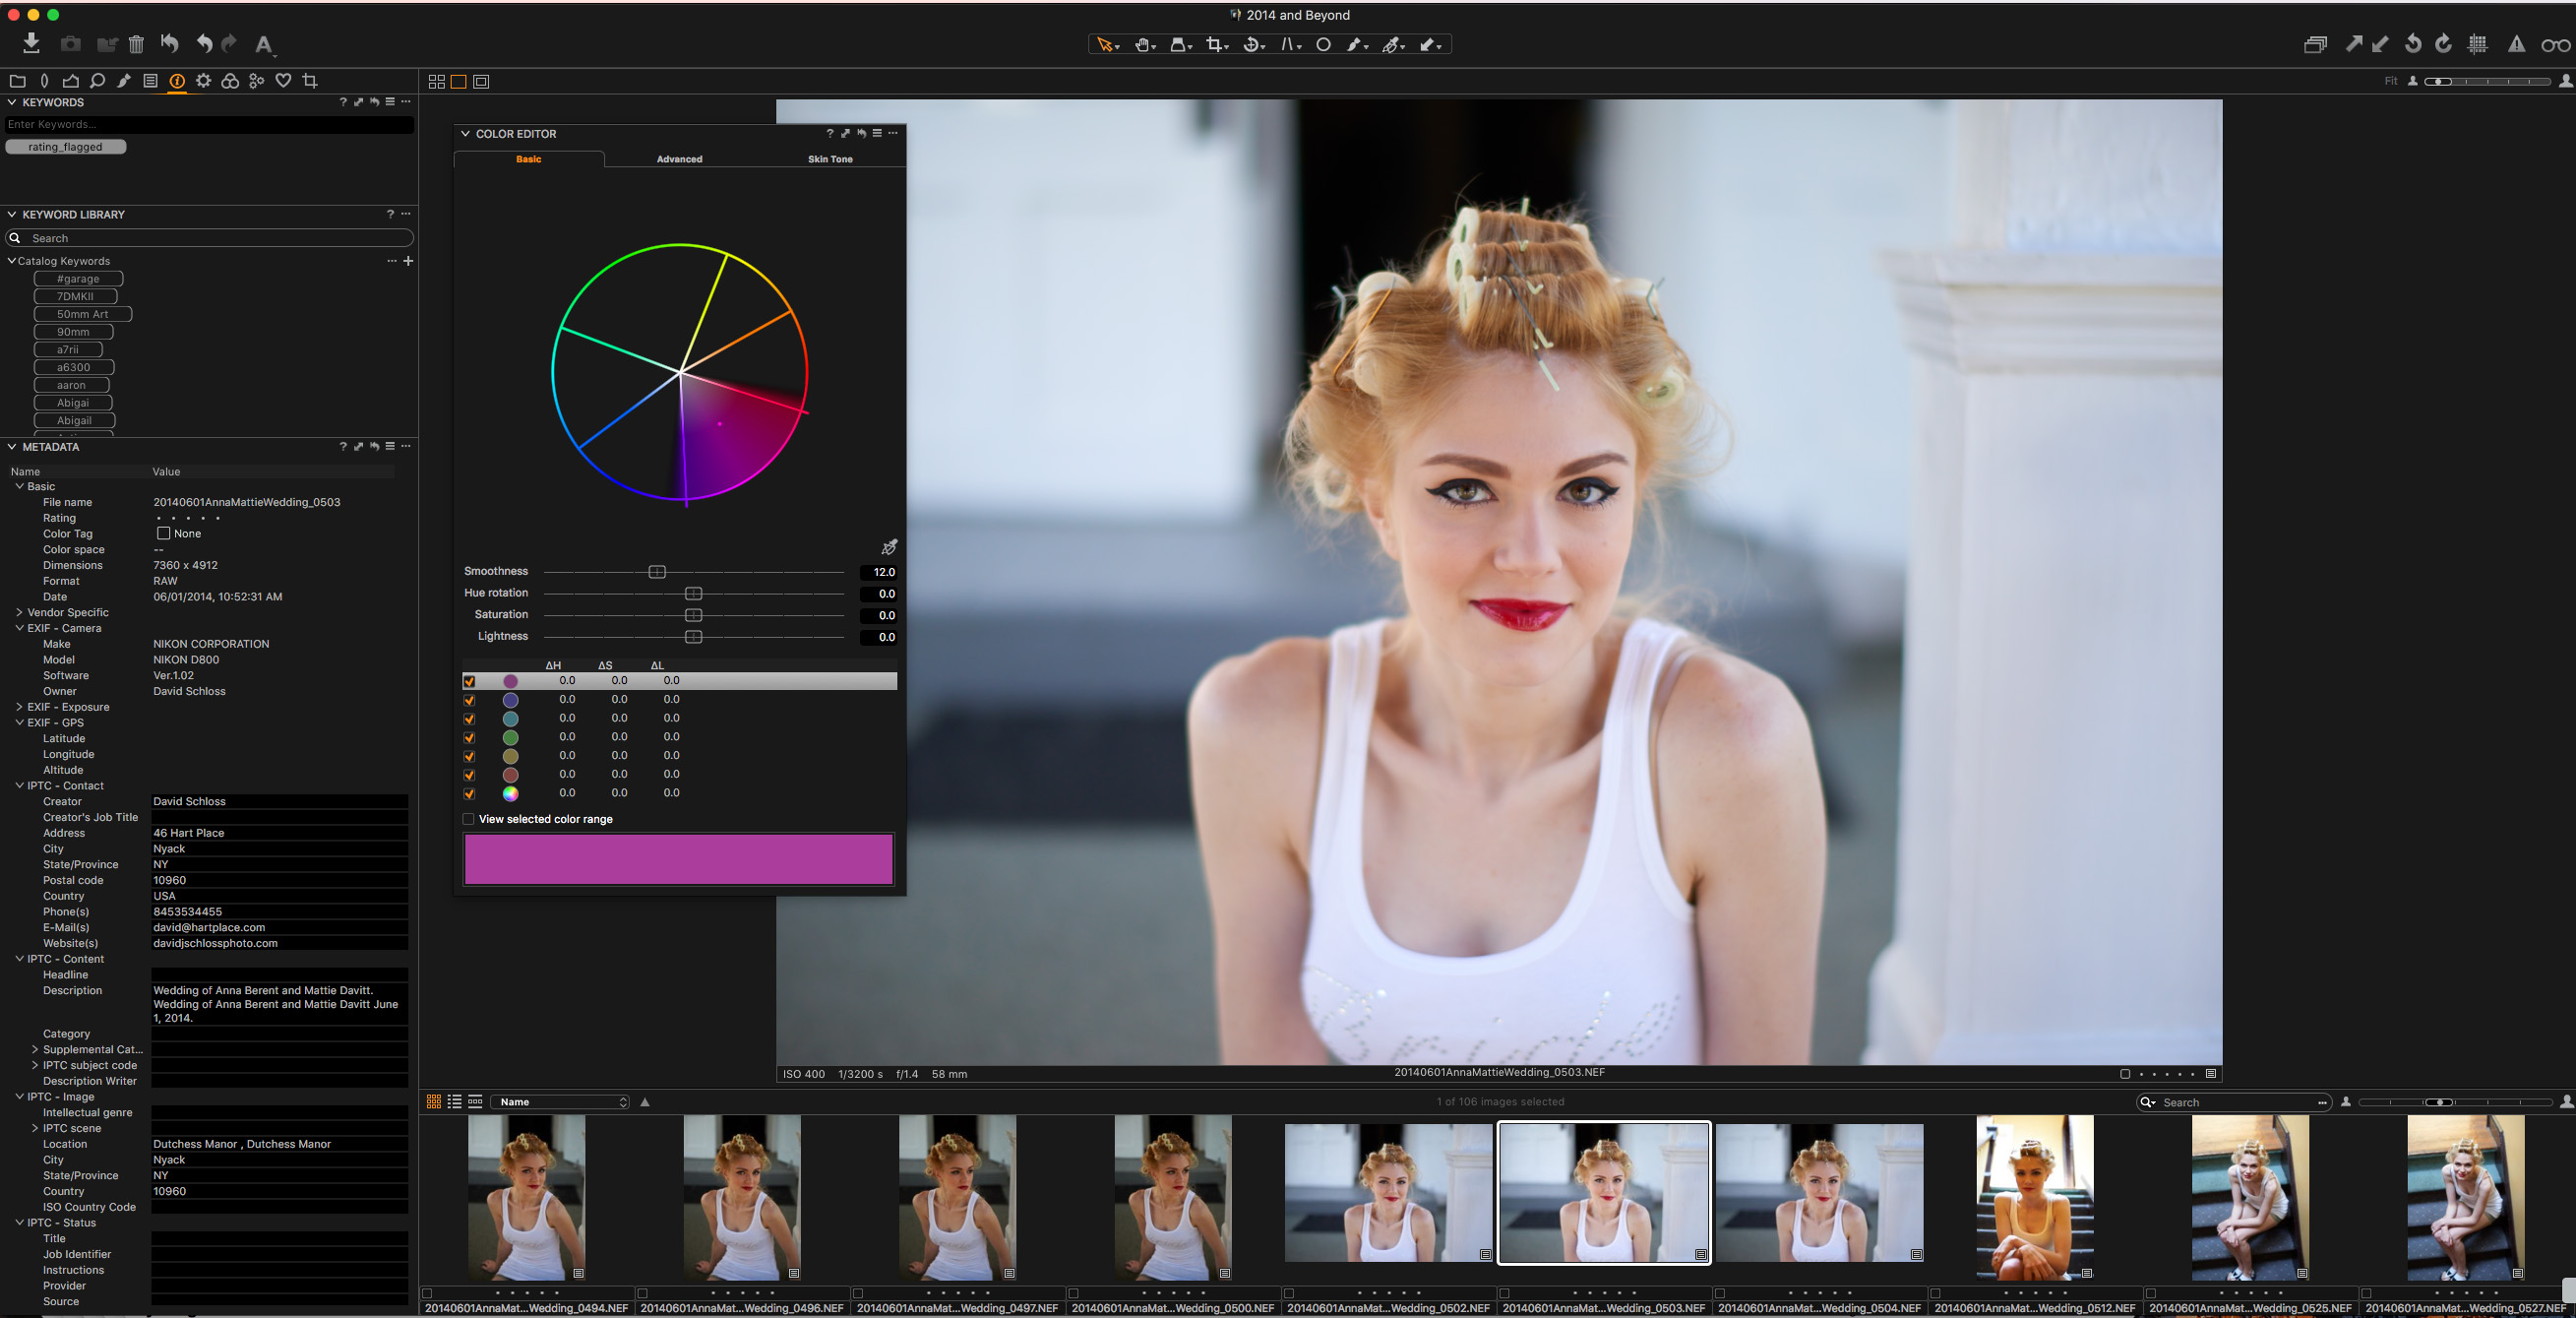 2014 and Beyond
Fit
KEYWORDS
Enter Keywords...
rating_flagged
KEYWORD LIBRARY
Search
Catalog Keywords
#garage
7DMKII
50mm Art
90mm
a7rii
a6300
aaron
Abigai
Abigail
METADATA
Name Value
Basic
File name 20140601AnnaMattieWedding_0503
Rating
Color Tag None
Color space --
Dimensions 7360 x 4912
Format RAW
Date 06/01/2014, 10:52:31 AM
Vendor Specific
EXIF - Camera
Make NIKON CORPORATION
Model NIKON D800
Software Ver.1.02
Owner David Schloss
EXIF - Exposure
EXIF - GPS
Latitude
Longitude
Altitude
IPTC - Contact
Creator David Schloss
Creator's Job Title
Address 46 Hart Place
City Nyack
State/Province NY
Postal code 10960
Country USA
Phone(s) 8453534455
E-Mail(s) david@hartplace.com
Website(s) davidjschlossphoto.com
IPTC - Content
Headline
Description Wedding of Anna Berent and Mattie Davitt.
Wedding of Anna Berent and Mattie Davitt June
1, 2014.
Category
Supplemental Cat...
IPTC subject code
Description Writer
IPTC - Image
Intellectual genre
IPTC scene
Location Dutchess Manor , Dutchess Manor
City Nyack
State/Province NY
Country 10960
ISO Country Code
IPTC - Status
Title
Job Identifier
Instructions
Provider
Source
COLOR EDITOR
Basic Advanced Skin Tone
Smoothness 12.0
Hue rotation 0.0
Saturation 0.0
Lightness 0.0
ΔH ΔS ΔL
0.0 0.0 0.0
0.0 0.0 0.0
0.0 0.0 0.0
0.0 0.0 0.0
0.0 0.0 0.0
0.0 0.0 0.0
0.0 0.0 0.0
View selected color range
ISO 400 1/3200 s f/1.4 58 mm 20140601AnnaMattieWedding_0503.NEF
Name 1 of 106 images selected Search
20140601AnnaMat...Wedding_0494.NEF 20140601AnnaMat...Wedding_0496.NEF 20140601AnnaMat...Wedding_0497.NEF 20140601AnnaMat...Wedding_0500.NEF 20140601AnnaMat...Wedding_0502.NEF 20140601AnnaMat...Wedding_0503.NEF 20140601AnnaMat...Wedding_0504.NEF 20140601AnnaMat...Wedding_0512.NEF 20140601AnnaMat...Wedding_0525.NEF 20140601AnnaMat...Wedding_0527.NEF